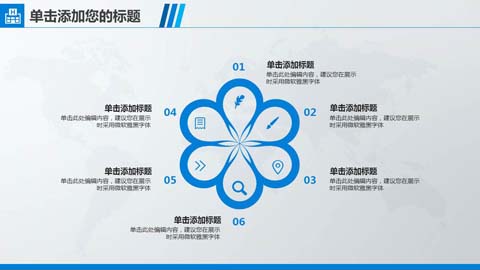 单击添加您的标题
01
单击添加标题
单击此处编辑内容，建议您在展示
时采用微软雅黑字体
02
单击添加标题
单击此处编辑内容，建议您在展
示时采用微软雅黑字体
03
单击添加标题
单击此处编辑内容，建议您在展
示时采用微软雅黑字体
04
单击添加标题
单击此处编辑内容，建议您在展示
时采用微软雅黑字体
05
单击添加标题
单击此处编辑内容，建议您在展示
时采用微软雅黑字体
06
单击添加标题
单击此处编辑内容，建议您在展示
时采用微软雅黑字体